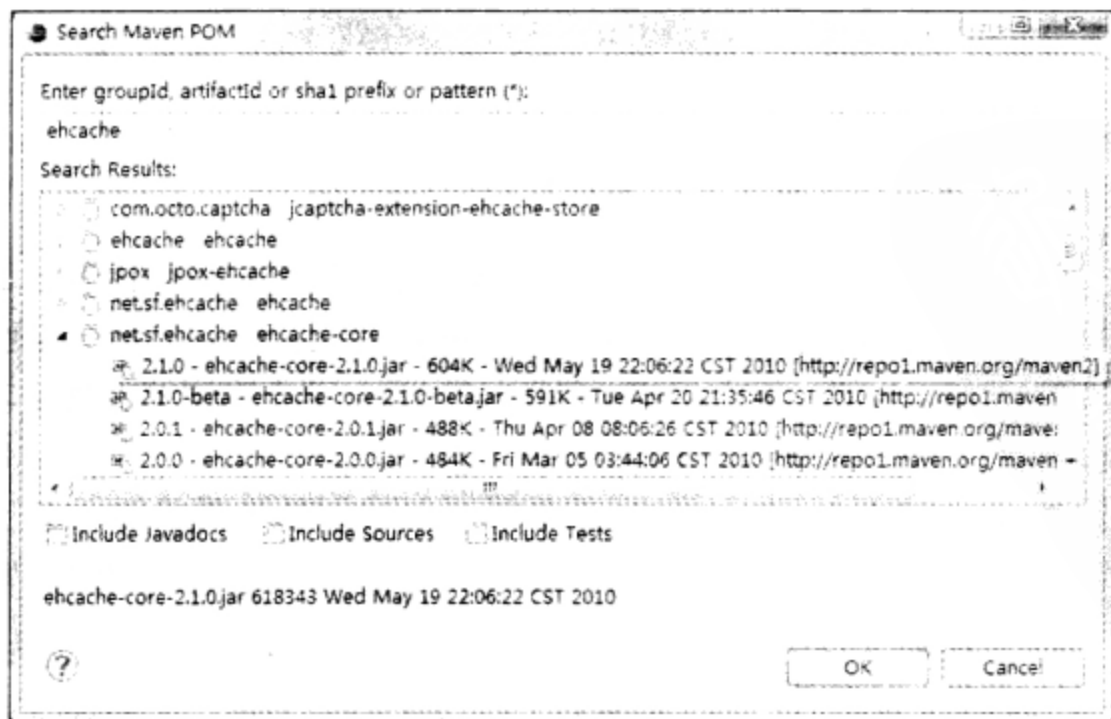 Search Maven POM
Enter groupId, artifactId or sha1 prefix or pattern (*):
ehcache
Search Results:
com.octo.captcha jcaptcha-extension-ehcache-store
ehcache ehcache
jpox jpox-ehcache
net.sf.ehcache ehcache
net.sf.ehcache ehcache-core
2.1.0 - ehcache-core-2.1.0.jar - 604K - Wed May 19 22:06:22 CST 2010 [http://repo1.maven.org/maven2]
2.1.0-beta - ehcache-core-2.1.0-beta.jar - 591K - Tue Apr 20 21:35:46 CST 2010 [http://repo1.maven
2.0.1 - ehcache-core-2.0.1.jar - 488K - Thu Apr 08 08:06:26 CST 2010 [http://repo1.maven.org/mave
2.0.0 - ehcache-core-2.0.0.jar - 484K - Fri Mar 05 03:44:06 CST 2010 [http://repo1.maven.org/maven
Include Javadocs Include Sources Include Tests
ehcache-core-2.1.0.jar 618343 Wed May 19 22:06:22 CST 2010
?
OK Cancel